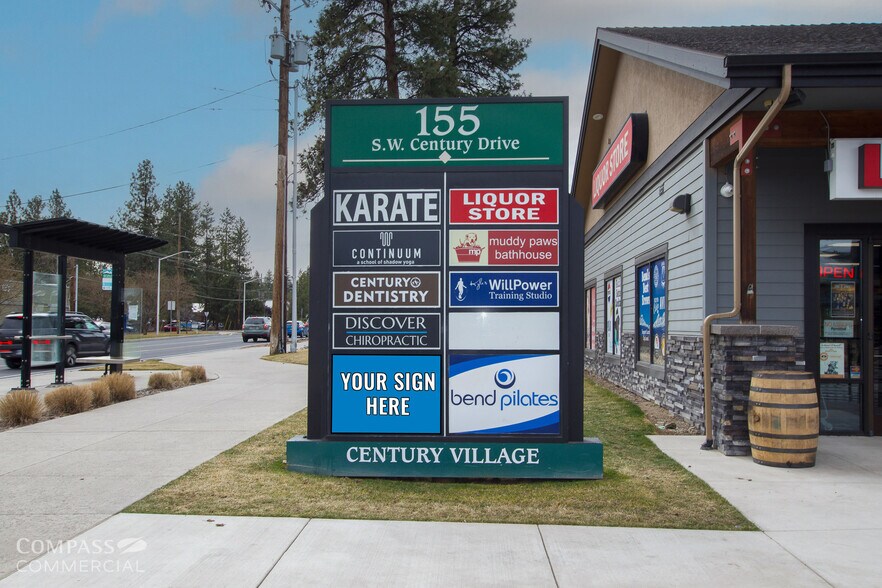 155
S.W. Century Drive
KARATE
CONTINUUM
a school of shadow yoga
CENTURY DENTISTRY
DISCOVER
CHIROPRACTIC
YOUR SIGN
HERE
LIQUOR
STORE
mp
muddy paws
bathhouse
WillPower
Training Studio
bend pilates
CENTURY VILLAGE
LIQUOR STORE
OPEN
COMPASS
COMMERCIAL